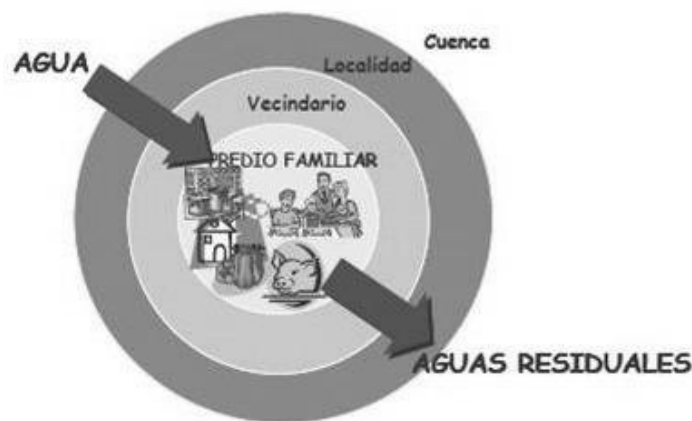 Cuenca
AGUA
Localidad
Vecindario
PREDIO FAMILIAR
AGUAS RESIDUALES